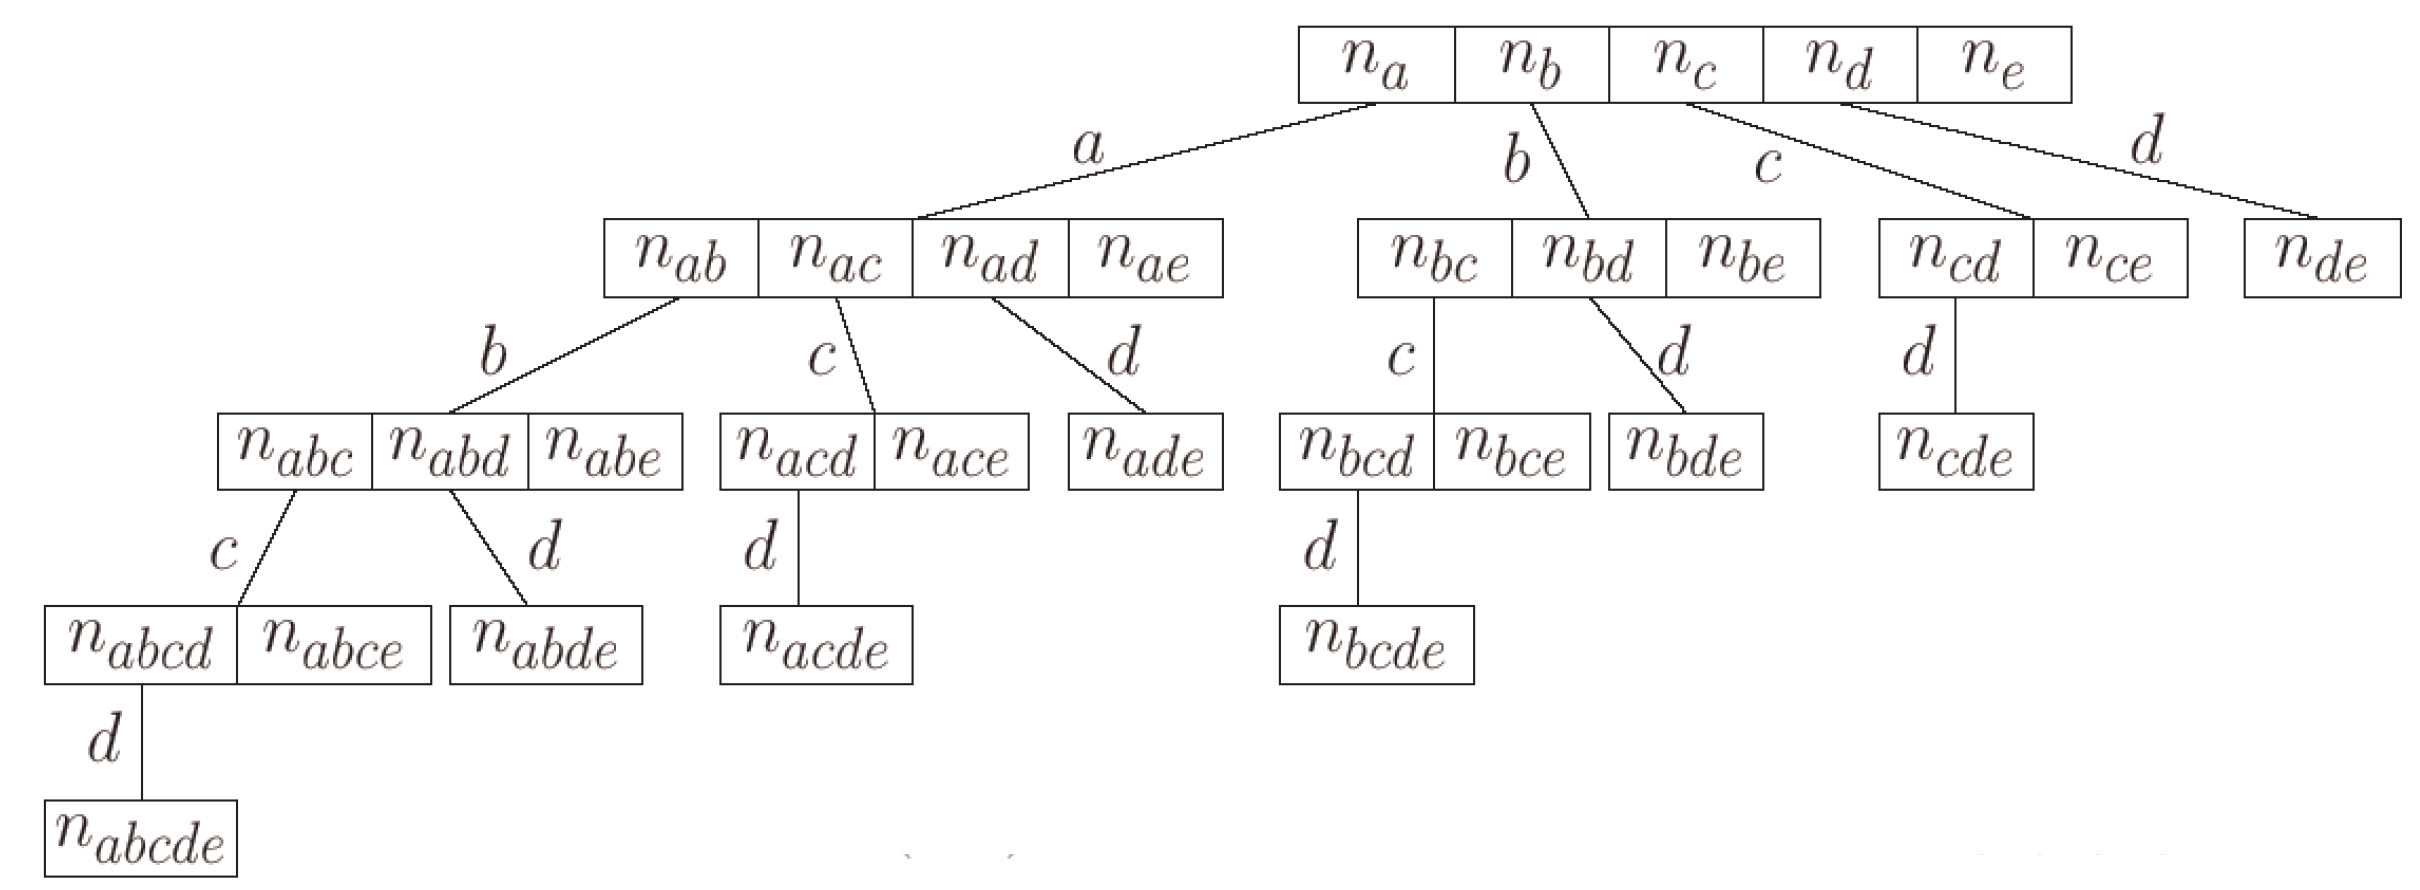 n_a n_b n_c n_d n_e
a b c d
n_ab n_ac n_ad n_ae n_bc n_bd n_be n_cd n_ce n_de
b c d c d d
n_abc n_abd n_abe n_acd n_ace n_ade n_bcd n_bce n_bde n_cde
c d d d
n_abcd n_abce n_abde n_acde n_bcde
d
n_abcde